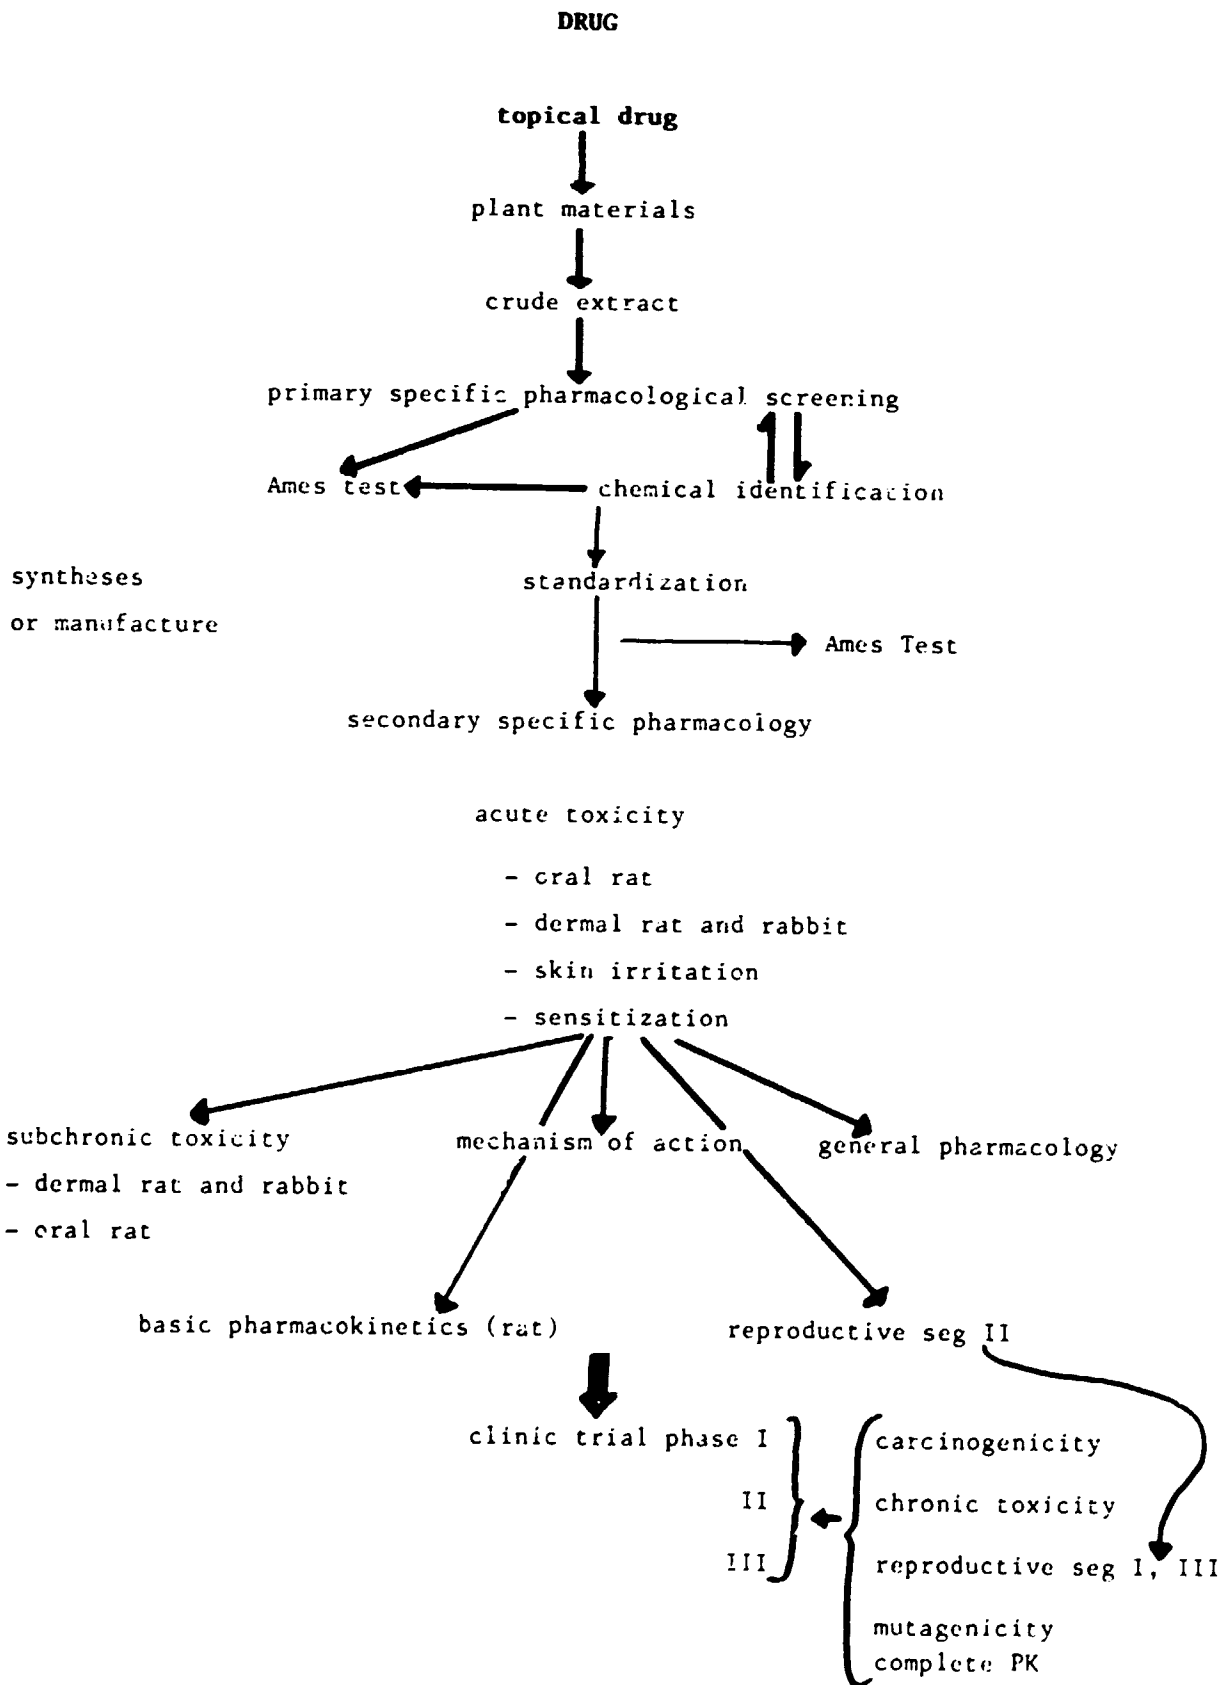 DRUG
topical drug
plant materials
crude extract
primary specific pharmacological screening
Ames test
chemical identification
syntheses
or manufacture
standardization
Ames Test
secondary specific pharmacology
acute toxicity
- oral rat
- dermal rat and rabbit
- skin irritation
- sensitization
subchronic toxicity
- dermal rat and rabbit
- oral rat
mechanism of action
general pharmacology
basic pharmacokinetics (rat)
reproductive seg II
clinic trial phase I
II
III
carcinogenicity
chronic toxicity
reproductive seg I, III
mutagenicity
complete PK